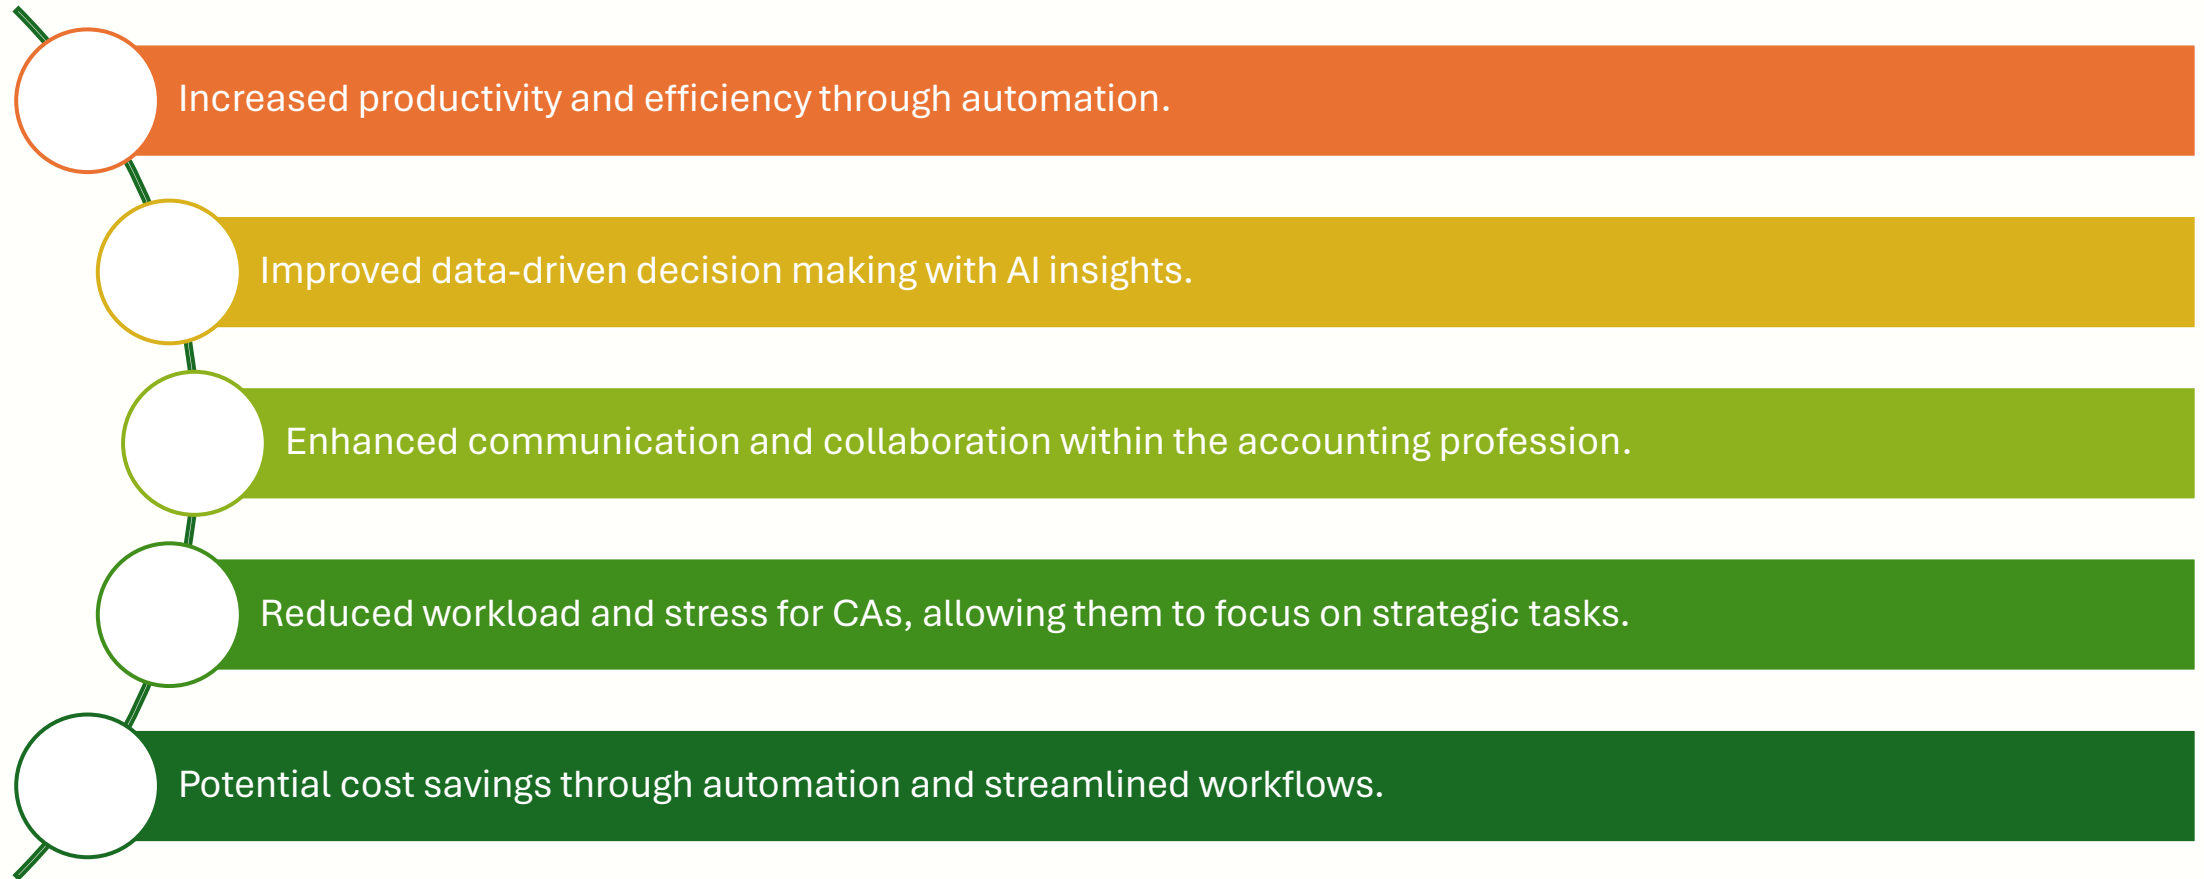 Increased productivity and efficiency through automation.
Improved data-driven decision making with AI insights.
Enhanced communication and collaboration within the accounting profession.
Reduced workload and stress for CAs, allowing them to focus on strategic tasks.
Potential cost savings through automation and streamlined workflows.